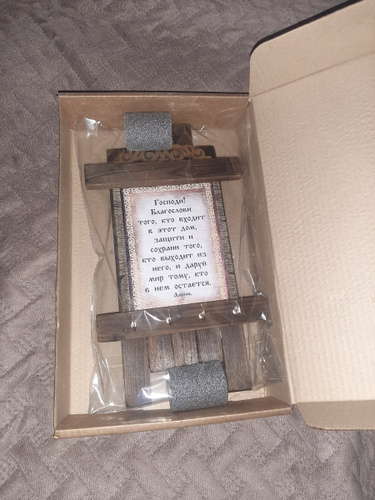 Господи!
Благослови
того, кто входит
в этот дом,
защити и
сохрани того,
кто выходит из
него, и даруй
мир тому, кто
в нем остается.
Аминь.